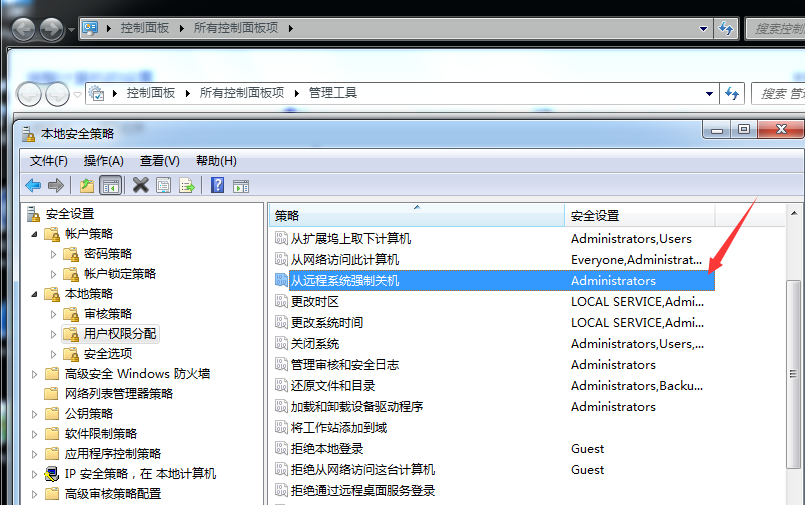 控制面板 所有控制面板项 搜索控制
控制面板 所有控制面板项 管理工具 搜索 管
本地安全策略
文件(F) 操作(A) 查看(V) 帮助(H)
安全设置
帐户策略
密码策略
帐户锁定策略
本地策略
审核策略
用户权限分配
安全选项
高级安全 Windows 防火墙
网络列表管理器策略
公钥策略
软件限制策略
应用程序控制策略
IP 安全策略，在 本地计算机
高级审核策略配置
策略 安全设置
从扩展坞上取下计算机 Administrators,Users
从网络访问此计算机 Everyone,Administrat...
从远程系统强制关机 Administrators
更改时区 LOCAL SERVICE,Admi...
更改系统时间 LOCAL SERVICE,Admi...
关闭系统 Administrators,Users,...
管理审核和安全日志 Administrators
还原文件和目录 Administrators,Backu...
加载和卸载设备驱动程序 Administrators
将工作站添加到域
拒绝本地登录 Guest
拒绝从网络访问这台计算机 Guest
拒绝通过远程桌面服务登录